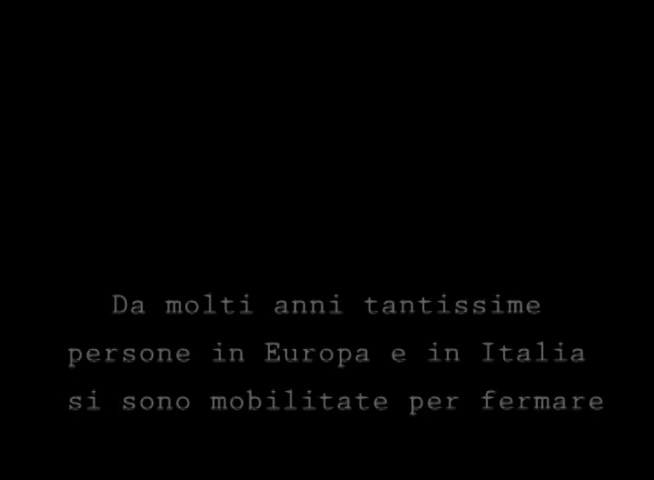 Da molti anni tantissime
persone in Europa e in Italia
si sono mobilitate per fermare